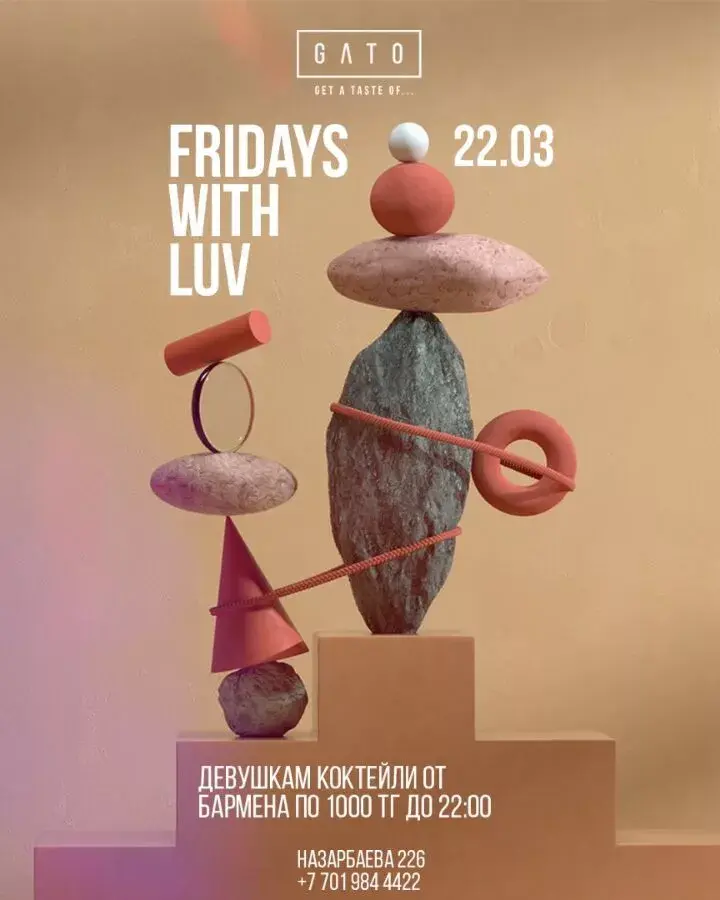 GATO
GET A TASTE OF...
FRIDAYS
WITH
LUV
22.03
ДЕВУШКАМ КОКТЕЙЛИ ОТ
БАРМЕНА ПО 1000 ТГ ДО 22:00
НАЗАРБАЕВА 226
+7 701 984 4422